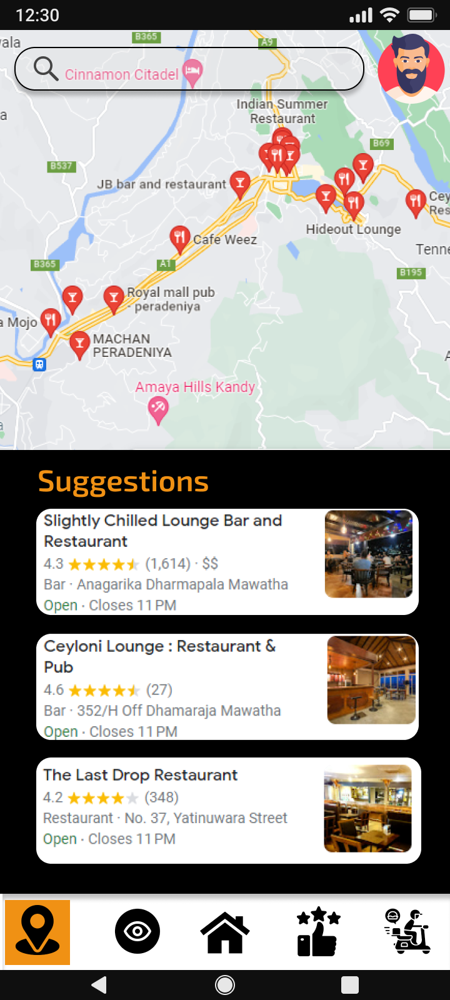 12:30
B365
A9
Cinnamon Citadel
Indian Summer
Restaurant
B69
B537
JB bar and restaurant
Cey
Res
Hideout Lounge
Cafe Weez
Tenne
B365
A1
B195
Royal mall pub
- peradeniya
a Mojo
MACHAN
PERADENIYA
Amaya Hills Kandy
Suggestions
Slightly Chilled Lounge Bar and
Restaurant
4.3 (1,614) · $$
Bar · Anagarika Dharmapala Mawatha
Open · Closes 11 PM
Ceyloni Lounge : Restaurant &
Pub
4.6 (27)
Bar · 352/H Off Dhamaraja Mawatha
Open · Closes 11 PM
The Last Drop Restaurant
4.2 (348)
Restaurant · No. 37, Yatinuwara Street
Open · Closes 11 PM